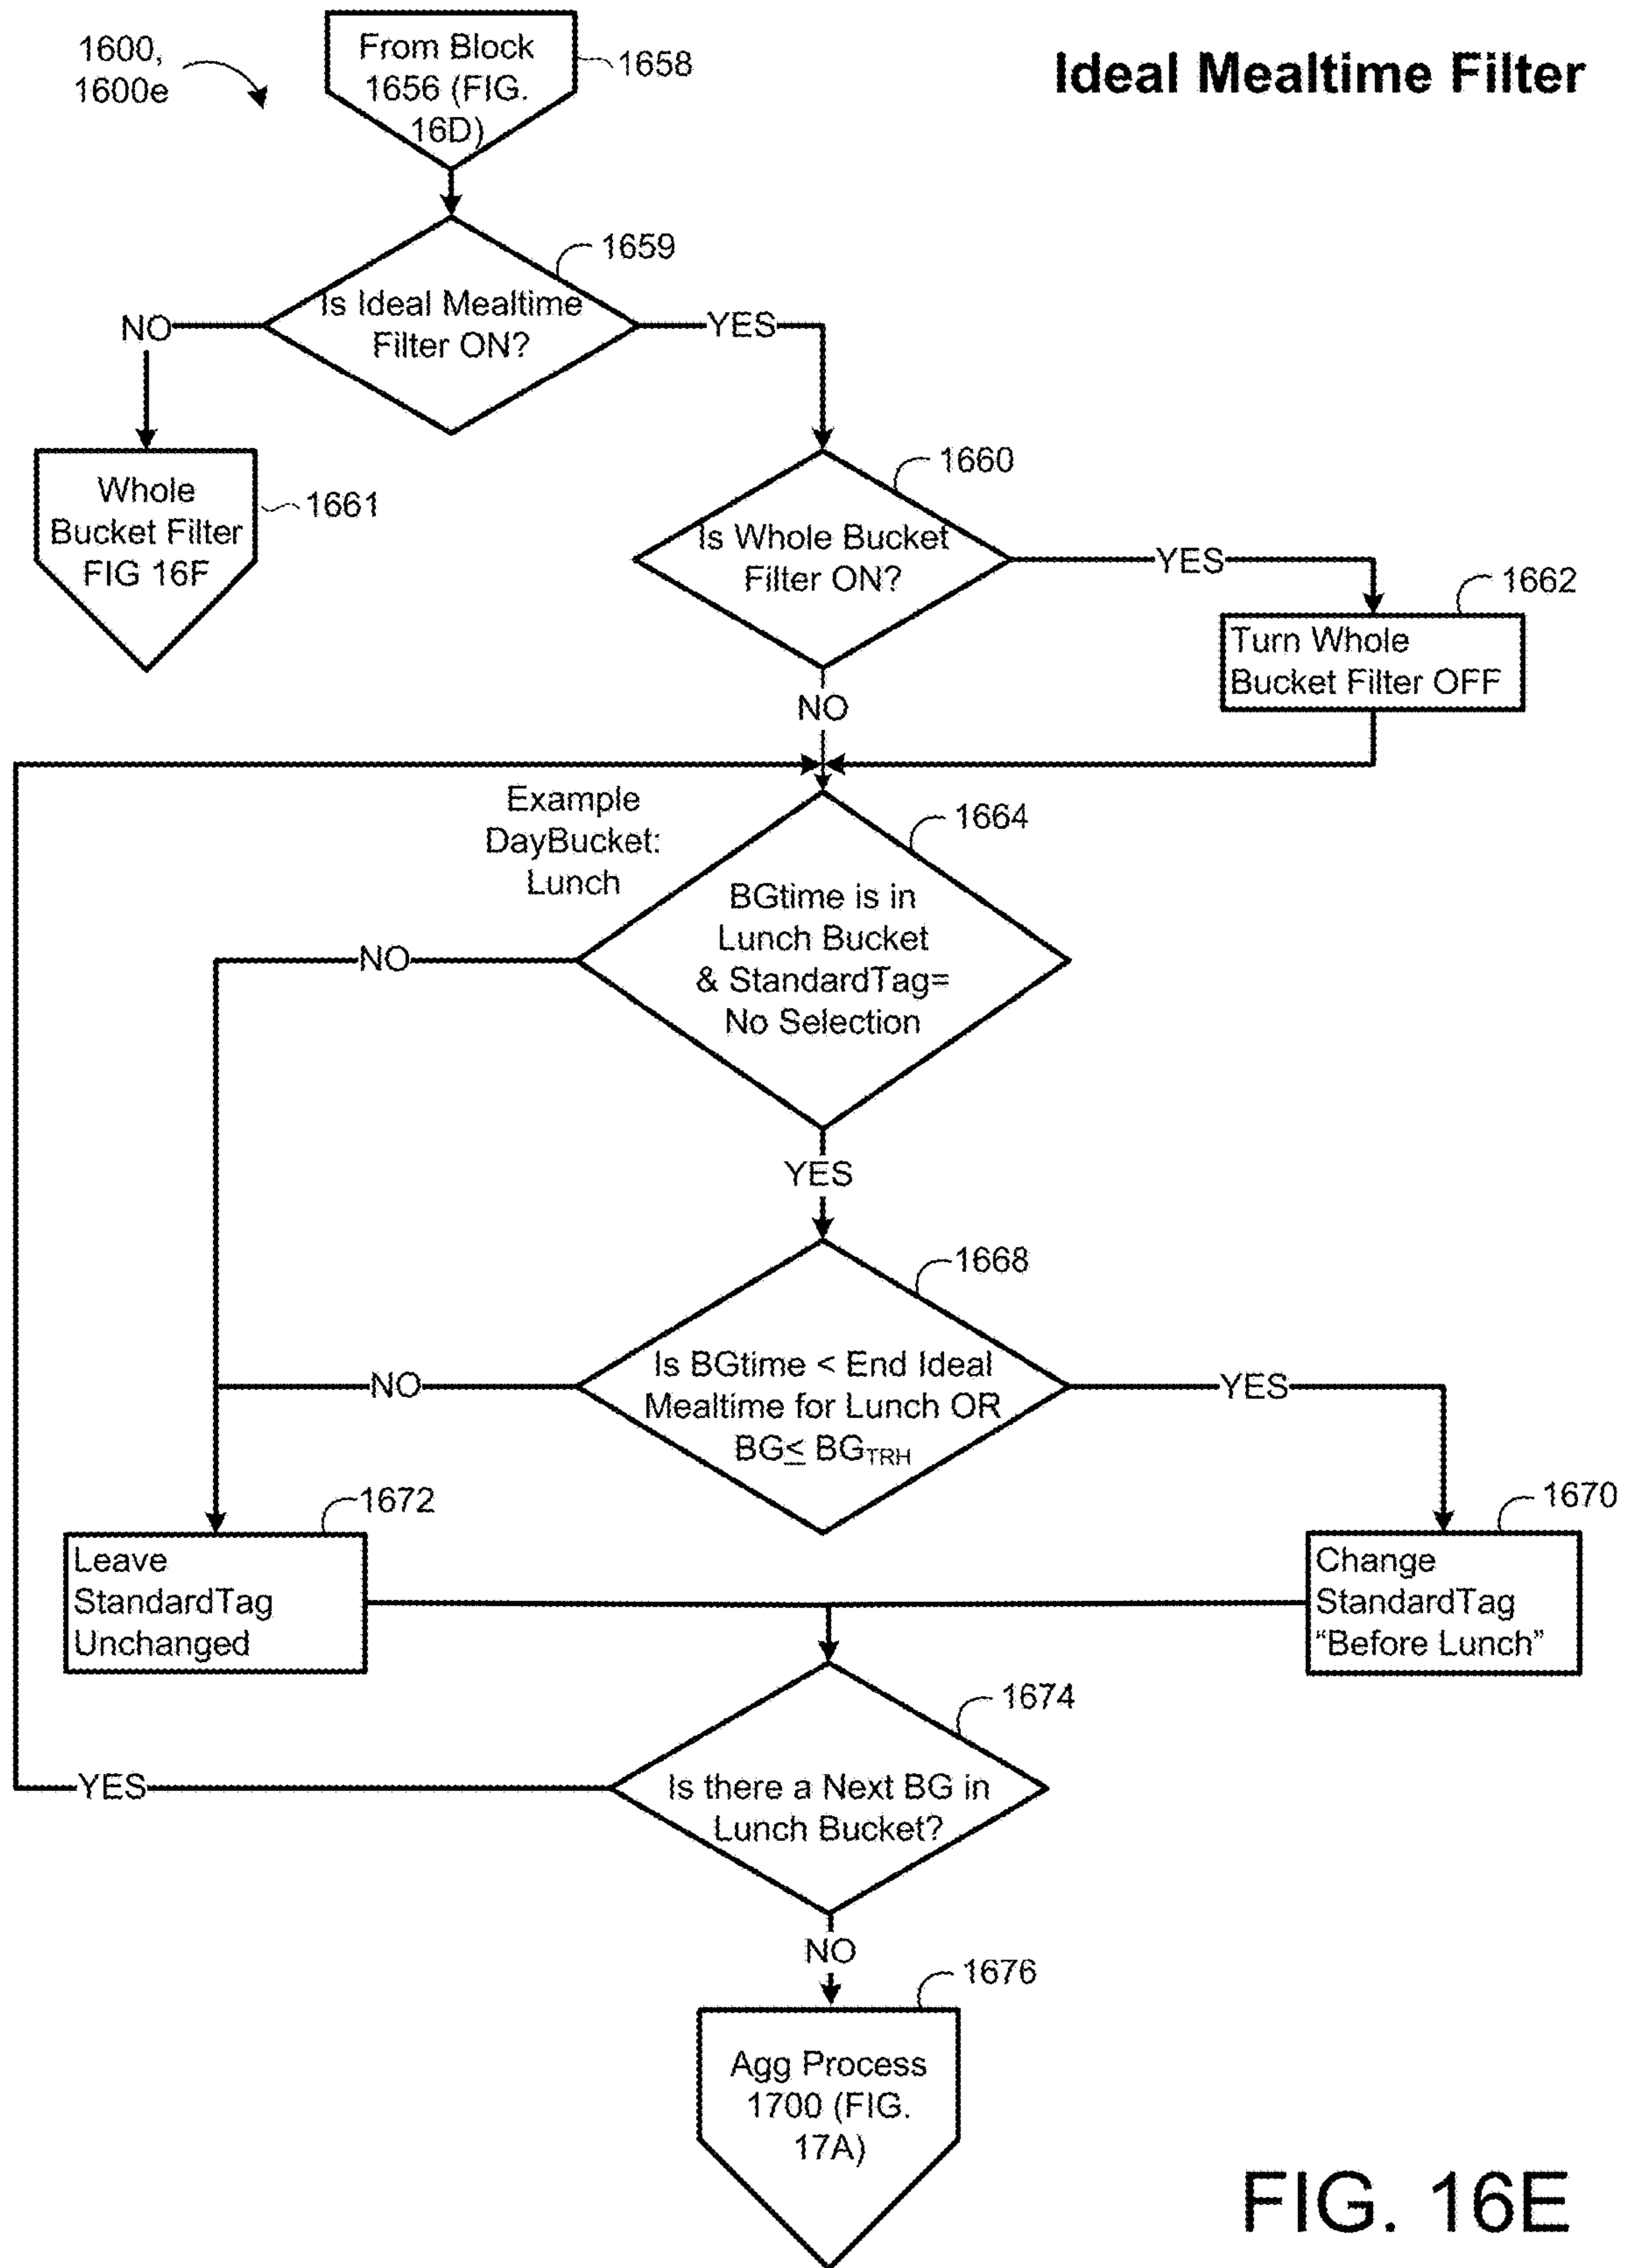 1600,
1600e
From Block
1656 (FIG.
16D)
1658
Ideal Mealtime Filter
1659
Is Ideal Mealtime
Filter ON?
NO
YES
Whole
Bucket Filter
FIG 16F
1661
1660
Is Whole Bucket
Filter ON?
YES
1662
Turn Whole
Bucket Filter OFF
NO
Example
DayBucket:
Lunch
1664
BGtime is in
Lunch Bucket
& StandardTag=
No Selection
NO
YES
1668
Is BGtime < End Ideal
Mealtime for Lunch OR
BG≤ BGTRH
NO
YES
1672
Leave
StandardTag
Unchanged
1670
Change
StandardTag
“Before Lunch”
1674
Is there a Next BG in
Lunch Bucket?
YES
NO
1676
Agg Process
1700 (FIG.
17A)
FIG. 16E